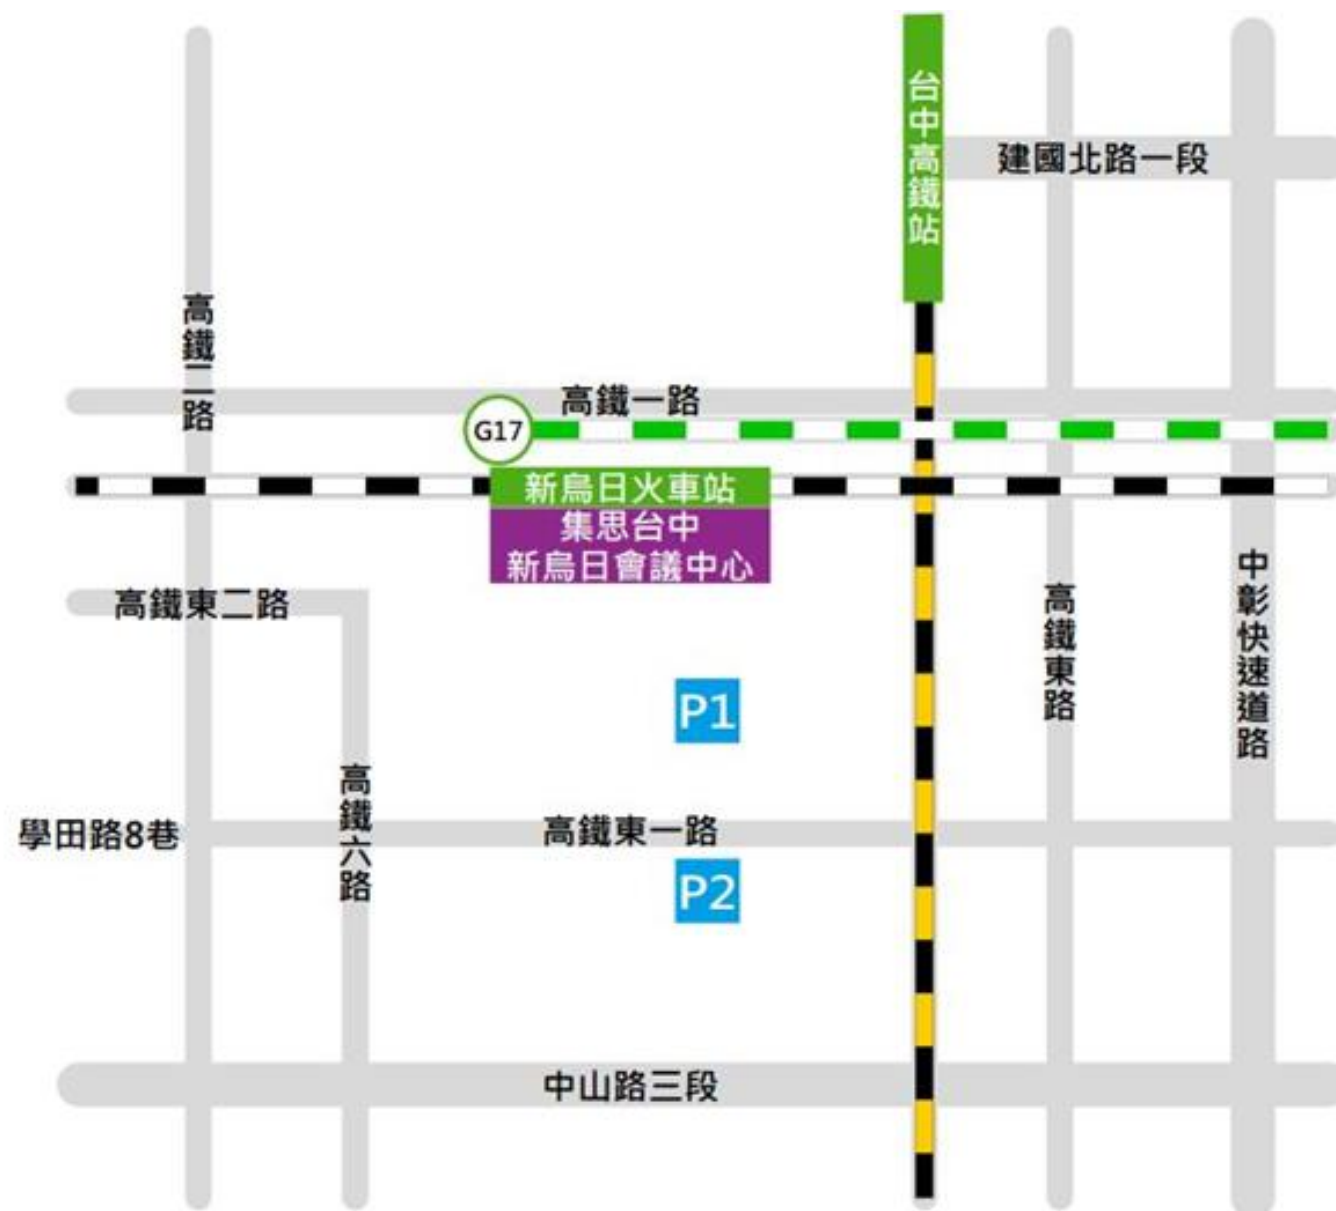 台中高鐵站
建國北路一段
高鐵二路
高鐵一路
G17
新烏日火車站
集思台中
新烏日會議中心
高鐵東二路
中彰快速道路
高鐵東路
P1
高鐵六路
學田路8巷
高鐵東一路
P2
中山路三段